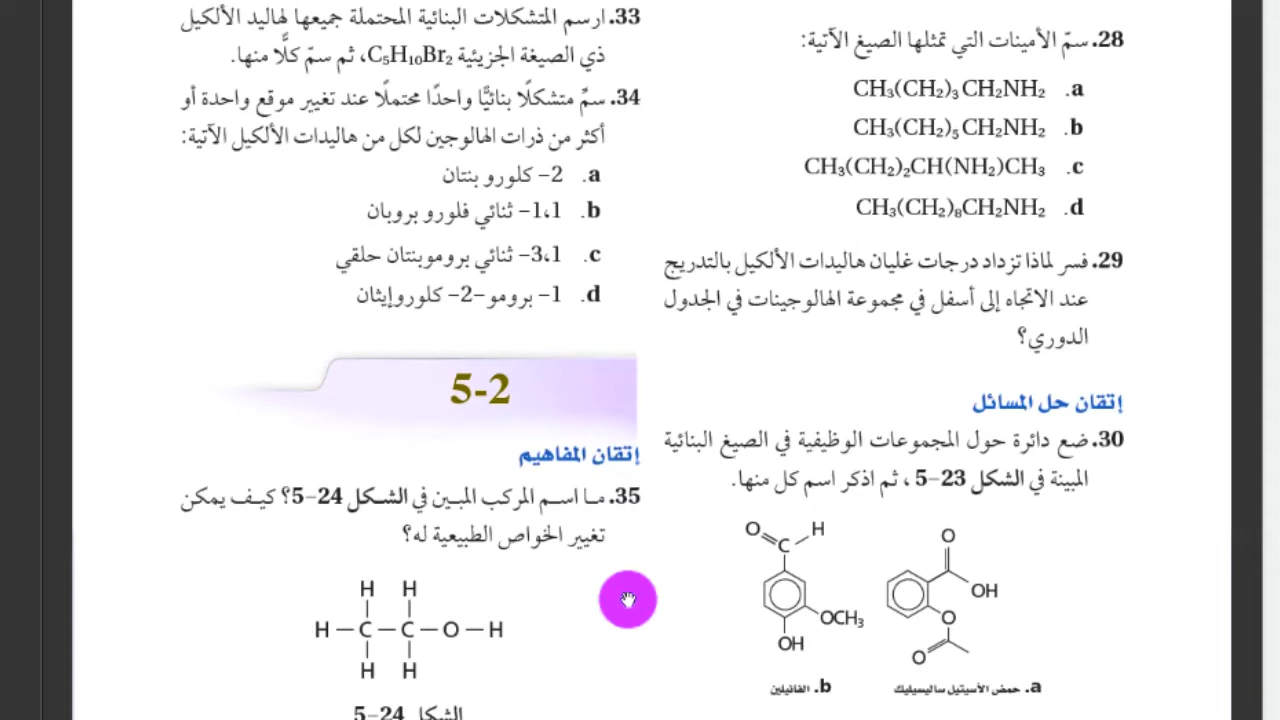 28. سمّ الأمينات التي تمثلها الصيغ الآتية:
a. CH₃(CH₂)₃CH₂NH₂
b. CH₃(CH₂)₅CH₂NH₂
c. CH₃(CH₂)₂CH(NH₂)CH₃
d. CH₃(CH₂)₈CH₂NH₂
29. فسر لماذا تزداد درجات غليان هاليدات الألكيل بالتدريج
عند الاتجاه إلى أسفل في مجموعة الهالوجينات في الجدول
الدوري؟
إتقان حل المسائل
30. ضع دائرة حول المجموعات الوظيفية في الصيغ البنائية
المبينة في الشكل 23-5 ، ثم اذكر اسم كل منها.
O
OH
O
O
a. حمض الأسيتيل ساليسيليك
O H
C
OCH₃
OH
b. الفانيلين
33. ارسم المتشكلات البنائية المحتملة جميعها لهاليد الألكيل
ذي الصيغة الجزيئية C₅H₁₀Br₂، ثم سمّ كلًّا منها.
34. سمِّ متشكلًا بنائيًّا واحدًا محتملًا عند تغيير موقع واحدة أو
أكثر من ذرات الهالوجين لكل من هاليدات الألكيل الآتية:
a. 2- كلورو بنتان
b. 1،1- ثنائي فلورو بروبان
c. 3،1- ثنائي بروموبنتان حلقي
d. 1- برومو-2- كلوروإيثان
5-2
إتقان المفاهيم
35. مـا اسـم المركب المبـين في الشـكل 24-5؟ كيـف يمكن
تغيير الخواص الطبيعية له؟
H H
H–C–C–O–H
H H
الشكل 24-5